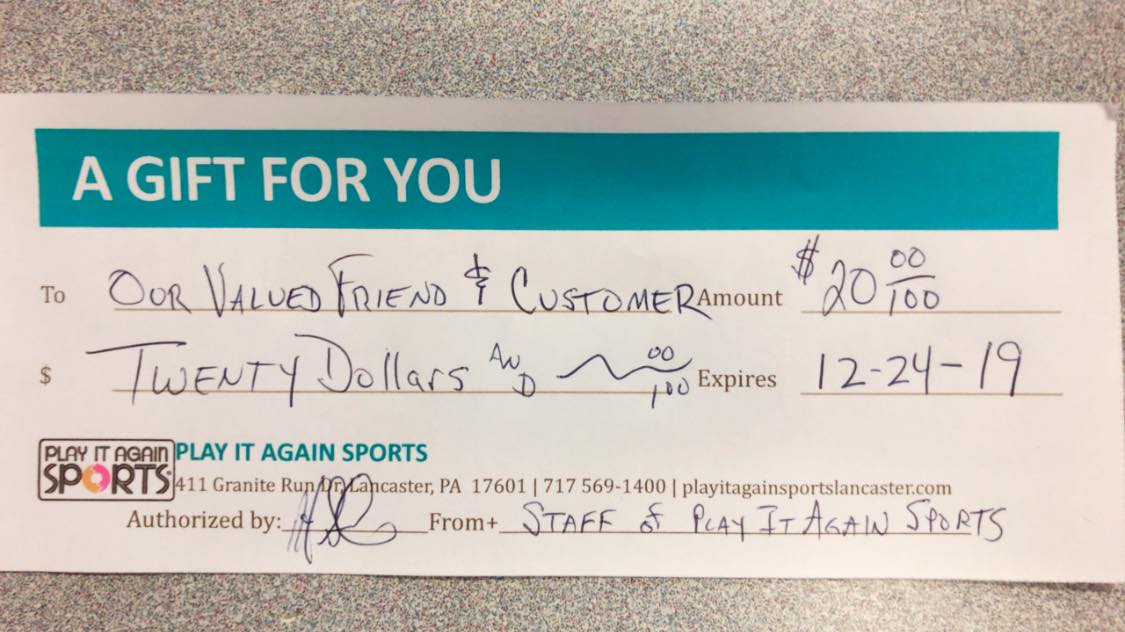 A GIFT FOR YOU
To OUR VALUED FRIEND & CUSTOMER Amount $20 00/100
$ TWENTY Dollars AND 00/100 Expires 12-24-19
PLAY IT AGAIN SPORTS
PLAY IT AGAIN SPORTS
411 Granite Run Dr, Lancaster, PA 17601 | 717 569-1400 | playitagainsportslancaster.com
Authorized by: From+ STAFF of PLAY IT AGAIN SPORTS